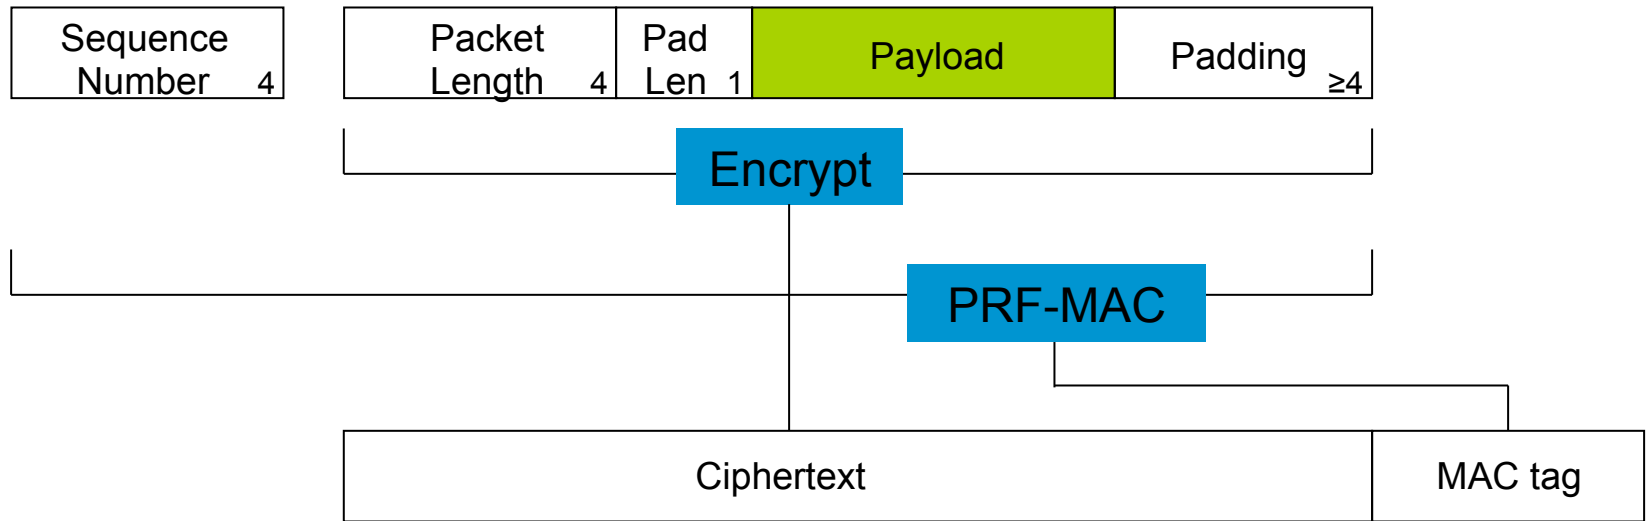 Sequence
Number 4
Packet
Length 4
Pad
Len 1
Payload
Padding
≥4
Encrypt
PRF-MAC
Ciphertext
MAC tag